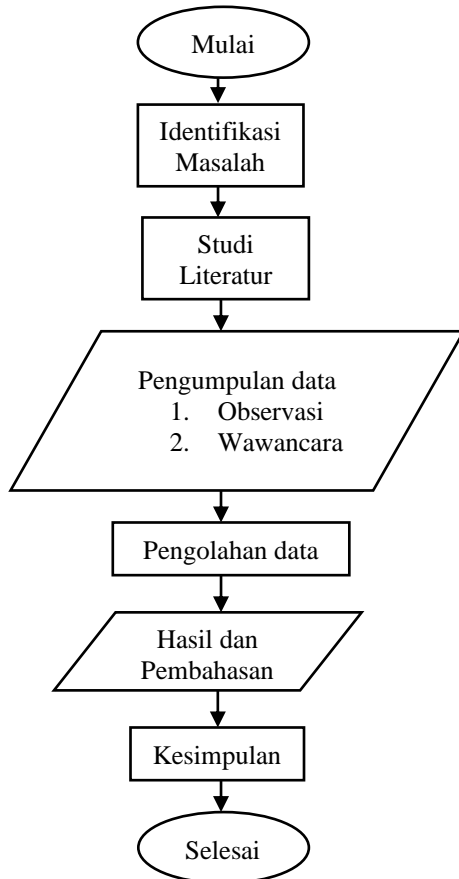 Mulai
Identifikasi
Masalah
Studi
Literatur
Pengumpulan data
1. Observasi
2. Wawancara
Pengolahan data
Hasil dan
Pembahasan
Kesimpulan
Selesai